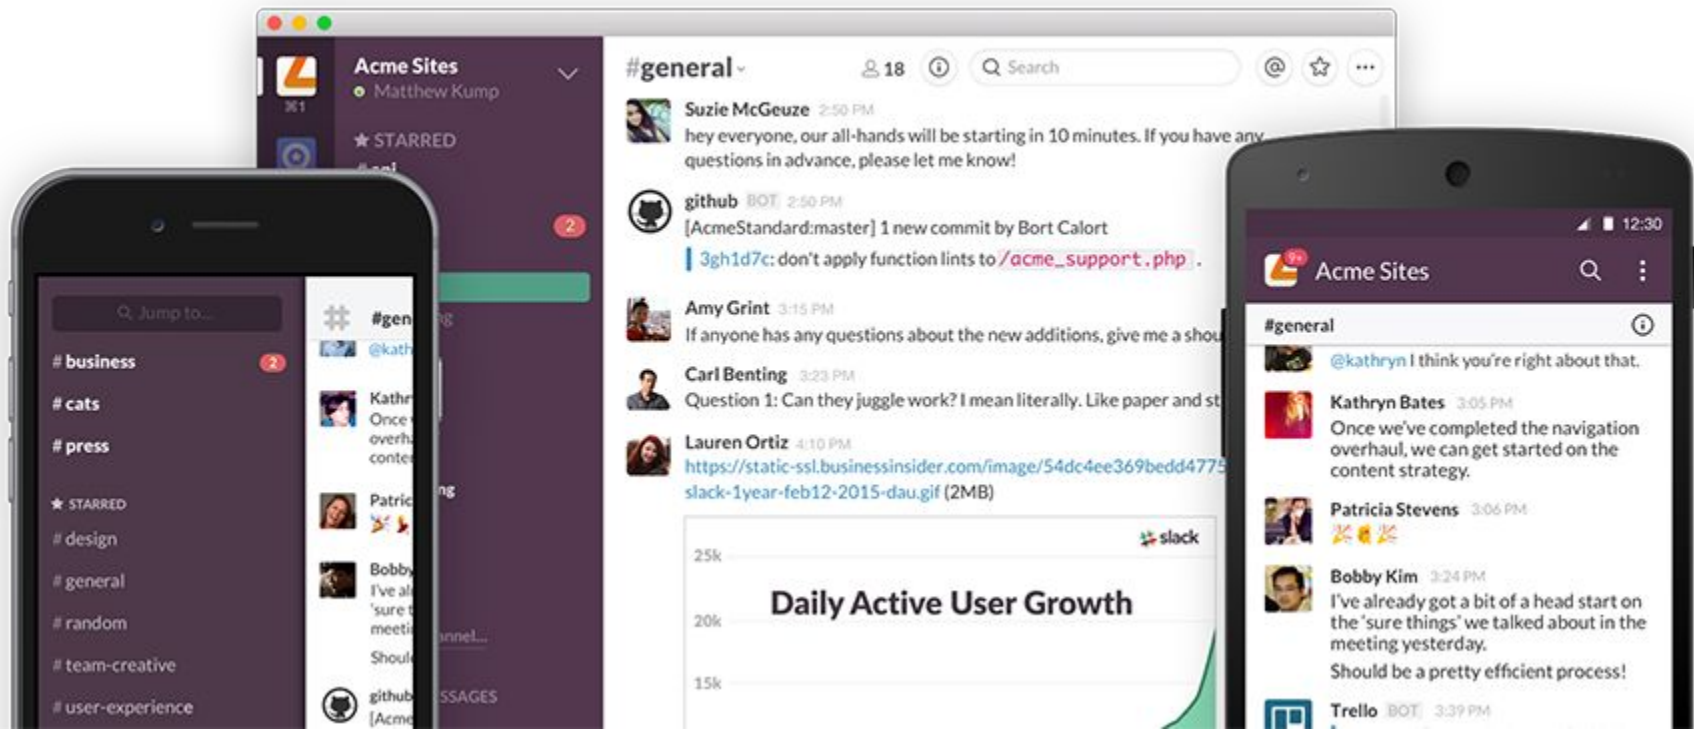 Acme Sites
⌘1
Matthew Kump
★ STARRED
2
#general
18
Search
@
Suzie McGeuze 2:50 PM
hey everyone, our all-hands will be starting in 10 minutes. If you have any
questions in advance, please let me know!
github BOT 2:50 PM
[AcmeStandard:master] 1 new commit by Bort Calort
3gh1d7c: don't apply function lints to /acme_support.php .
Amy Grint 3:15 PM
If anyone has any questions about the new additions, give me a shou
Carl Benting 3:23 PM
Question 1: Can they juggle work? I mean literally. Like paper and st
Lauren Ortiz 4:10 PM
https://static-ssl.businessinsider.com/image/54dc4ee369bedd4775
slack-1year-feb12-2015-dau.gif (2MB)
slack
25k
Daily Active User Growth
20k
15k
ng
annel...
SSAGES
Jump to...
# business 2
# cats
# press
★ STARRED
# design
# general
# random
# team-creative
# user-experience
# #gen
@kath
Kathr
Once
overh
conte
Patric
Bobby
I've al
'sure t
meeti
Shoul
github
[Acme
12:30
9+
Acme Sites
#general
@kathryn I think you're right about that.
Kathryn Bates 3:05 PM
Once we've completed the navigation
overhaul, we can get started on the
content strategy.
Patricia Stevens 3:06 PM
Bobby Kim 3:24 PM
I've already got a bit of a head start on
the 'sure things' we talked about in the
meeting yesterday.
Should be a pretty efficient process!
Trello BOT 3:39 PM